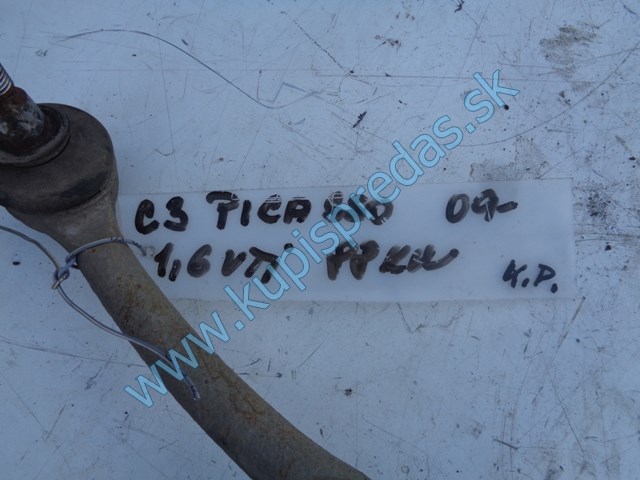 C3 PICASSO 09-
1,6 VTi 88 KW
K.P.
www.kupispredas.sk